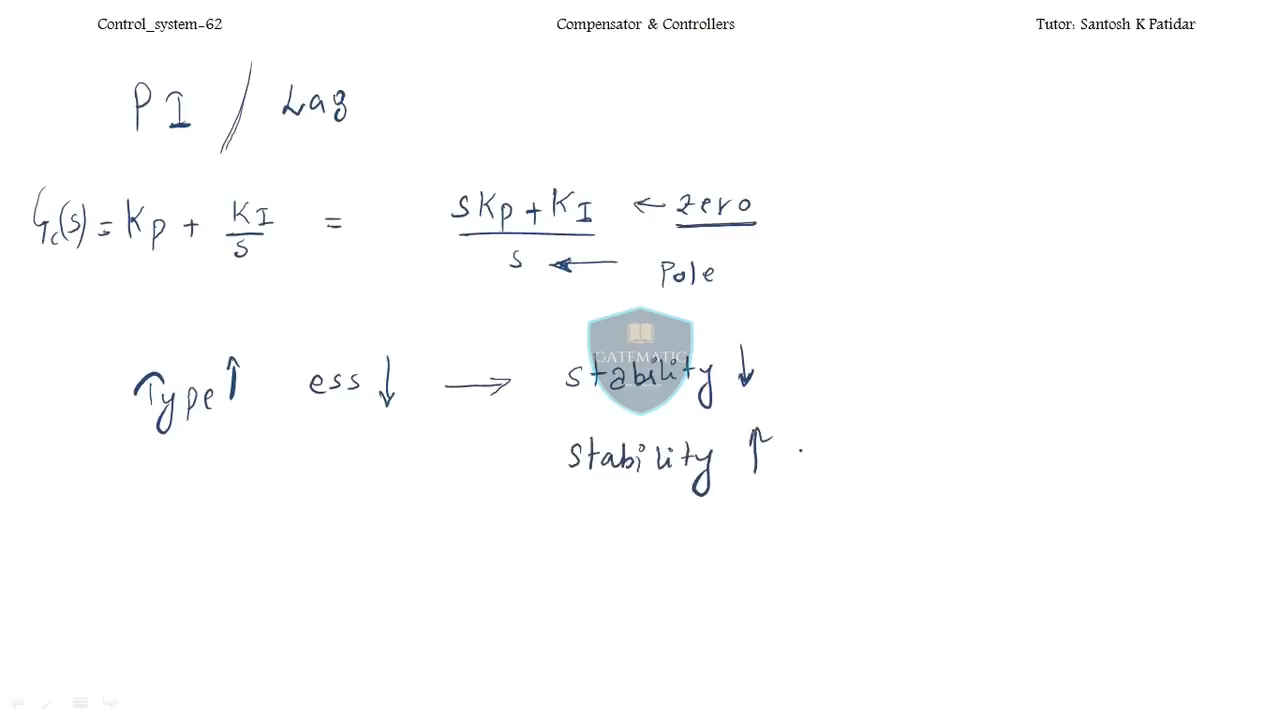 Control_system-62 Compensator & Controllers Tutor: Santosh K Patidar
PI / Lag
Gc(s) = Kp + KI/s = sKp + KI/s ← zero
← Pole
GATEMATIC
Type ↑ ess ↓ → stability ↓
stability ↑